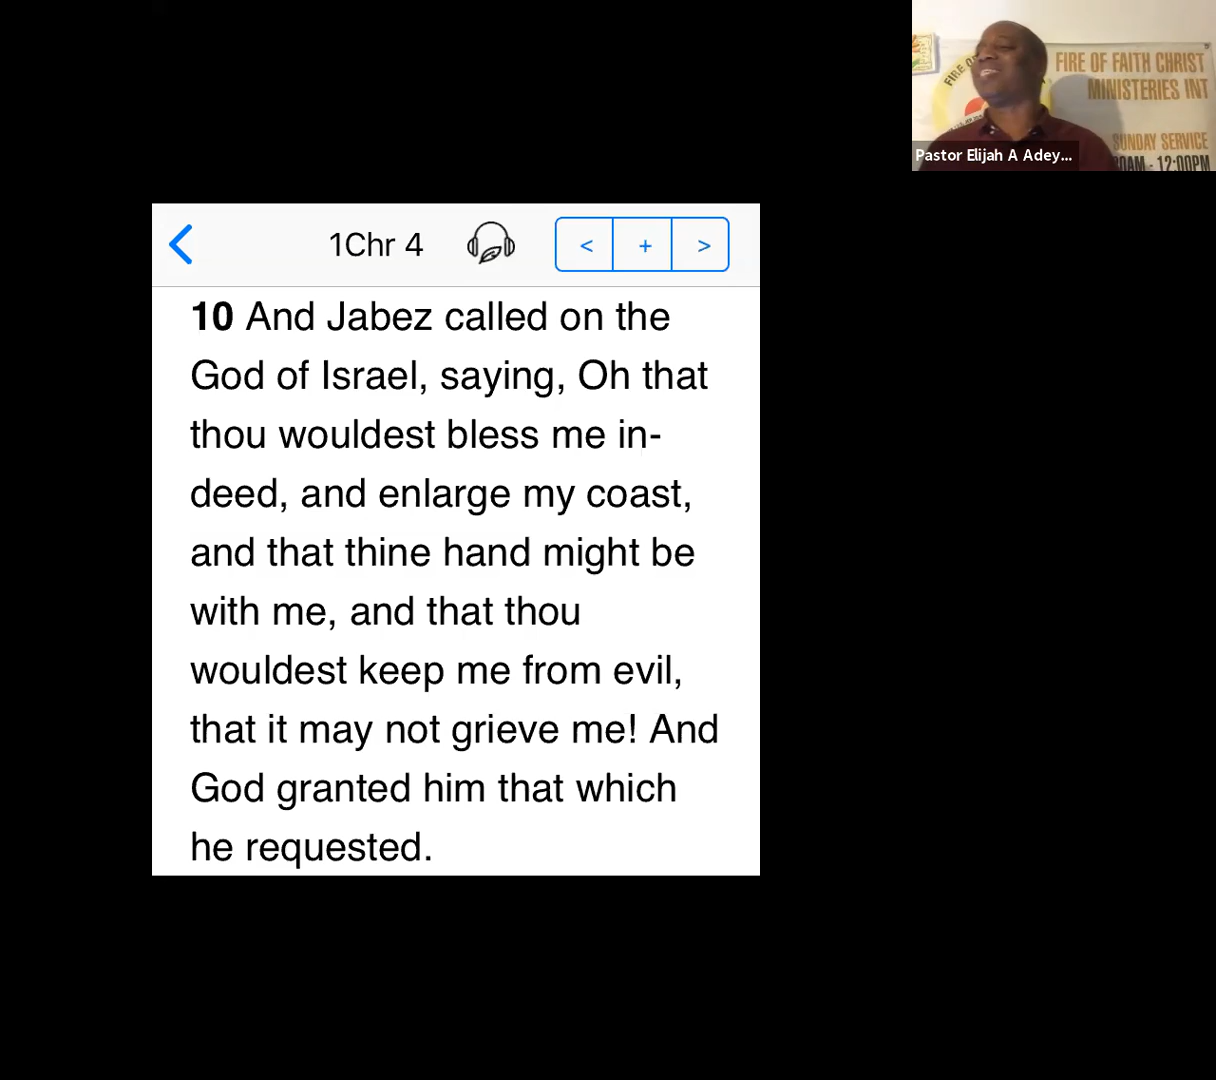 FIRE OF FAITH CHRIST
MINISTERIES INT
SUNDAY SERVICE
AM - 12:00PM
Pastor Elijah A Adey...
1Chr 4
< + >
10 And Jabez called on the
God of Israel, saying, Oh that
thou wouldest bless me in-
deed, and enlarge my coast,
and that thine hand might be
with me, and that thou
wouldest keep me from evil,
that it may not grieve me! And
God granted him that which
he requested.